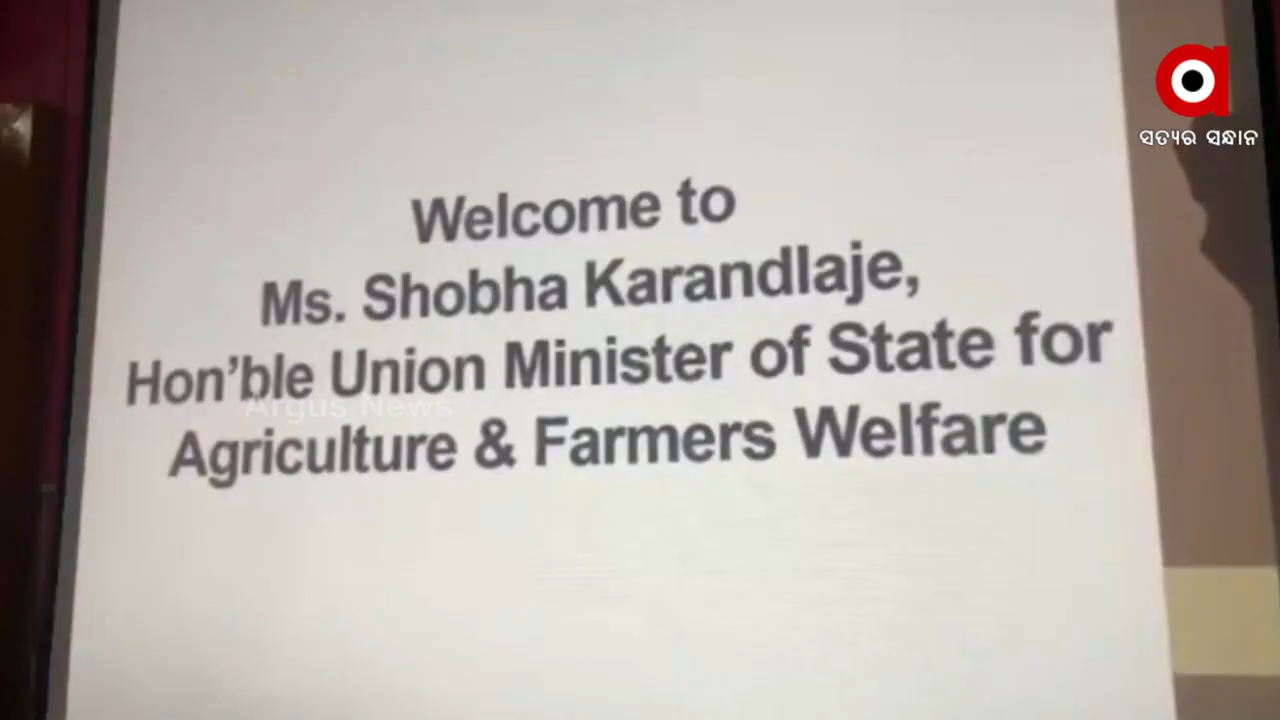 ସତ୍ୟର ସନ୍ଧାନ
Welcome to
Ms. Shobha Karandlaje,
Hon'ble Union Minister of State for
Argus News
Agriculture & Farmers Welfare